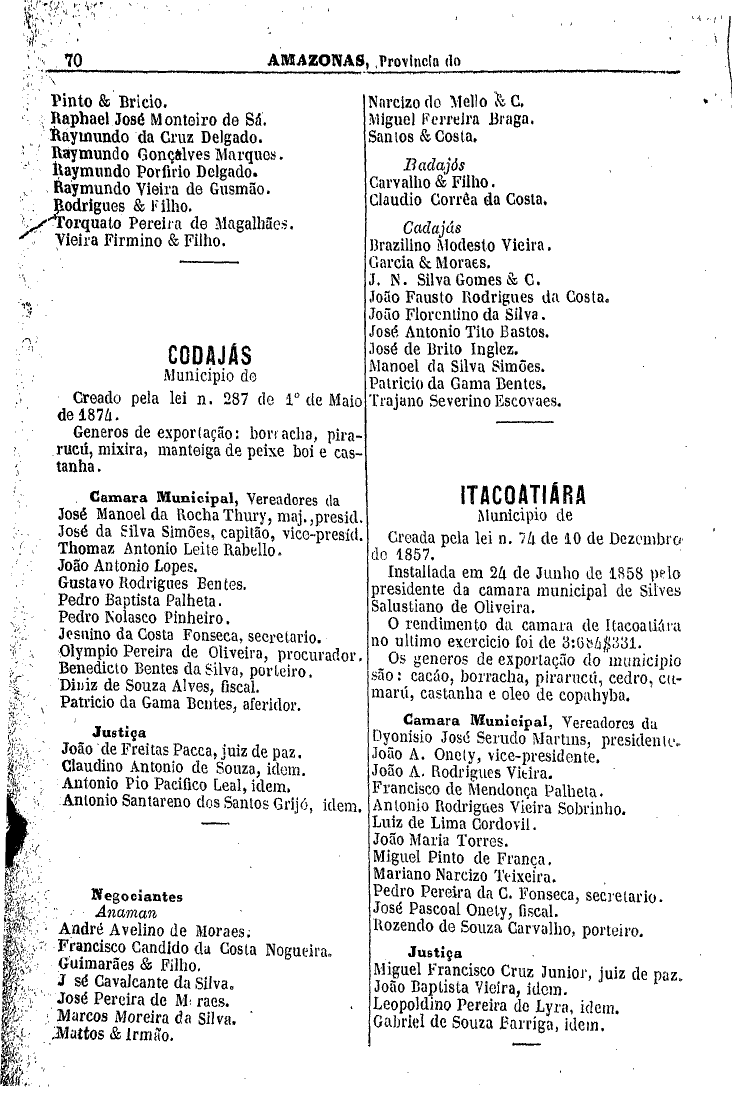 70
AMAZONAS, Provincia do
Pinto & Bricio.
Raphael José Monteiro de Sá.
Raymundo da Cruz Delgado.
Raymundo Gonçalves Marques.
Raymundo Porfirio Delgado.
Raymundo Vieira de Gusmão.
Rodrigues & Filho.
Torquato Pereira de Magalhães.
Vieira Firmino & Filho.
CODAJÁS
Municipio de
Creado pela lei n. 287 de 1º de Maio
de 1874.
Generos de exportação: borracha, pira-
rucú, mixira, manteiga de peixe boi e cas-
tanha.
Camara Municipal, Vereadores da
José Manoel da Rocha Thury, maj., presid.
José da Silva Simões, capitão, vice-presid.
Thomaz Antonio Leite Rabello.
João Antonio Lopes.
Gustavo Rodrigues Bentes.
Pedro Baptista Palheta.
Pedro Nolasco Pinheiro.
Jesnino da Costa Fonseca, secretario.
Olympio Pereira de Oliveira, procurador.
Benedicto Bentes da Silva, porteiro.
Diniz de Souza Alves, fiscal.
Patricio da Gama Bentes, aferidor.
Justiça
João de Freitas Pacca, juiz de paz.
Claudino Antonio de Souza, idem.
Antonio Pio Pacifico Leal, idem.
Antonio Santareno dos Santos Grijó, idem.
Negociantes
Anaman
André Avelino de Moraes.
Francisco Candido da Costa Nogueira.
Guimarães & Filho.
J sé Cavalcante da Silva.
José Pereira de M raes.
Marcos Moreira da Silva.
Mattos & Irmão.
Narcizo de Mello & C.
Miguel Ferreira Braga.
Santos & Costa.
Badajós
Carvalho & Filho.
Claudio Corrêa da Costa.
Cadajás
Brazilino Modesto Vieira.
Garcia & Moraes.
J. N. Silva Gomes & C.
João Fausto Rodrigues da Costa.
João Florentino da Silva.
José Antonio Tito Bastos.
José de Brito Inglez.
Manoel da Silva Simões.
Patricio da Gama Bentes.
Trajano Severino Escovaes.
ITACOATIÁRA
Municipio de
Creada pela lei n. 74 de 10 de Dezembro
de 1857.
Installada em 24 de Junho de 1858 pelo
presidente da camara municipal de Silves
Salustiano de Oliveira.
O rendimento da camara de Itacoatiára
no ultimo exercicio foi de 3:684$331.
Os generos de exportação do municipio
são: cacáo, borracha, pirarucú, cedro, cu-
marú, castanha e oleo de copahyba.
Camara Municipal, Vereadores da
Dyonisio José Serudo Martins, presidente.
João A. Onety, vice-presidente.
João A. Rodrigues Vieira.
Francisco de Mendonça Palheta.
Antonio Rodrigues Vieira Sobrinho.
Luiz de Lima Cordovil.
João Maria Torres.
Miguel Pinto de França.
Mariano Narcizo Teixeira.
Pedro Pereira da C. Fonseca, secretario.
José Pascoal Onety, fiscal.
Rozendo de Souza Carvalho, porteiro.
Justiça
Miguel Francisco Cruz Junior, juiz de paz.
João Baptista Vieira, idem.
Leopoldino Pereira de Lyra, idem.
Gabriel de Souza Barriga, idem.